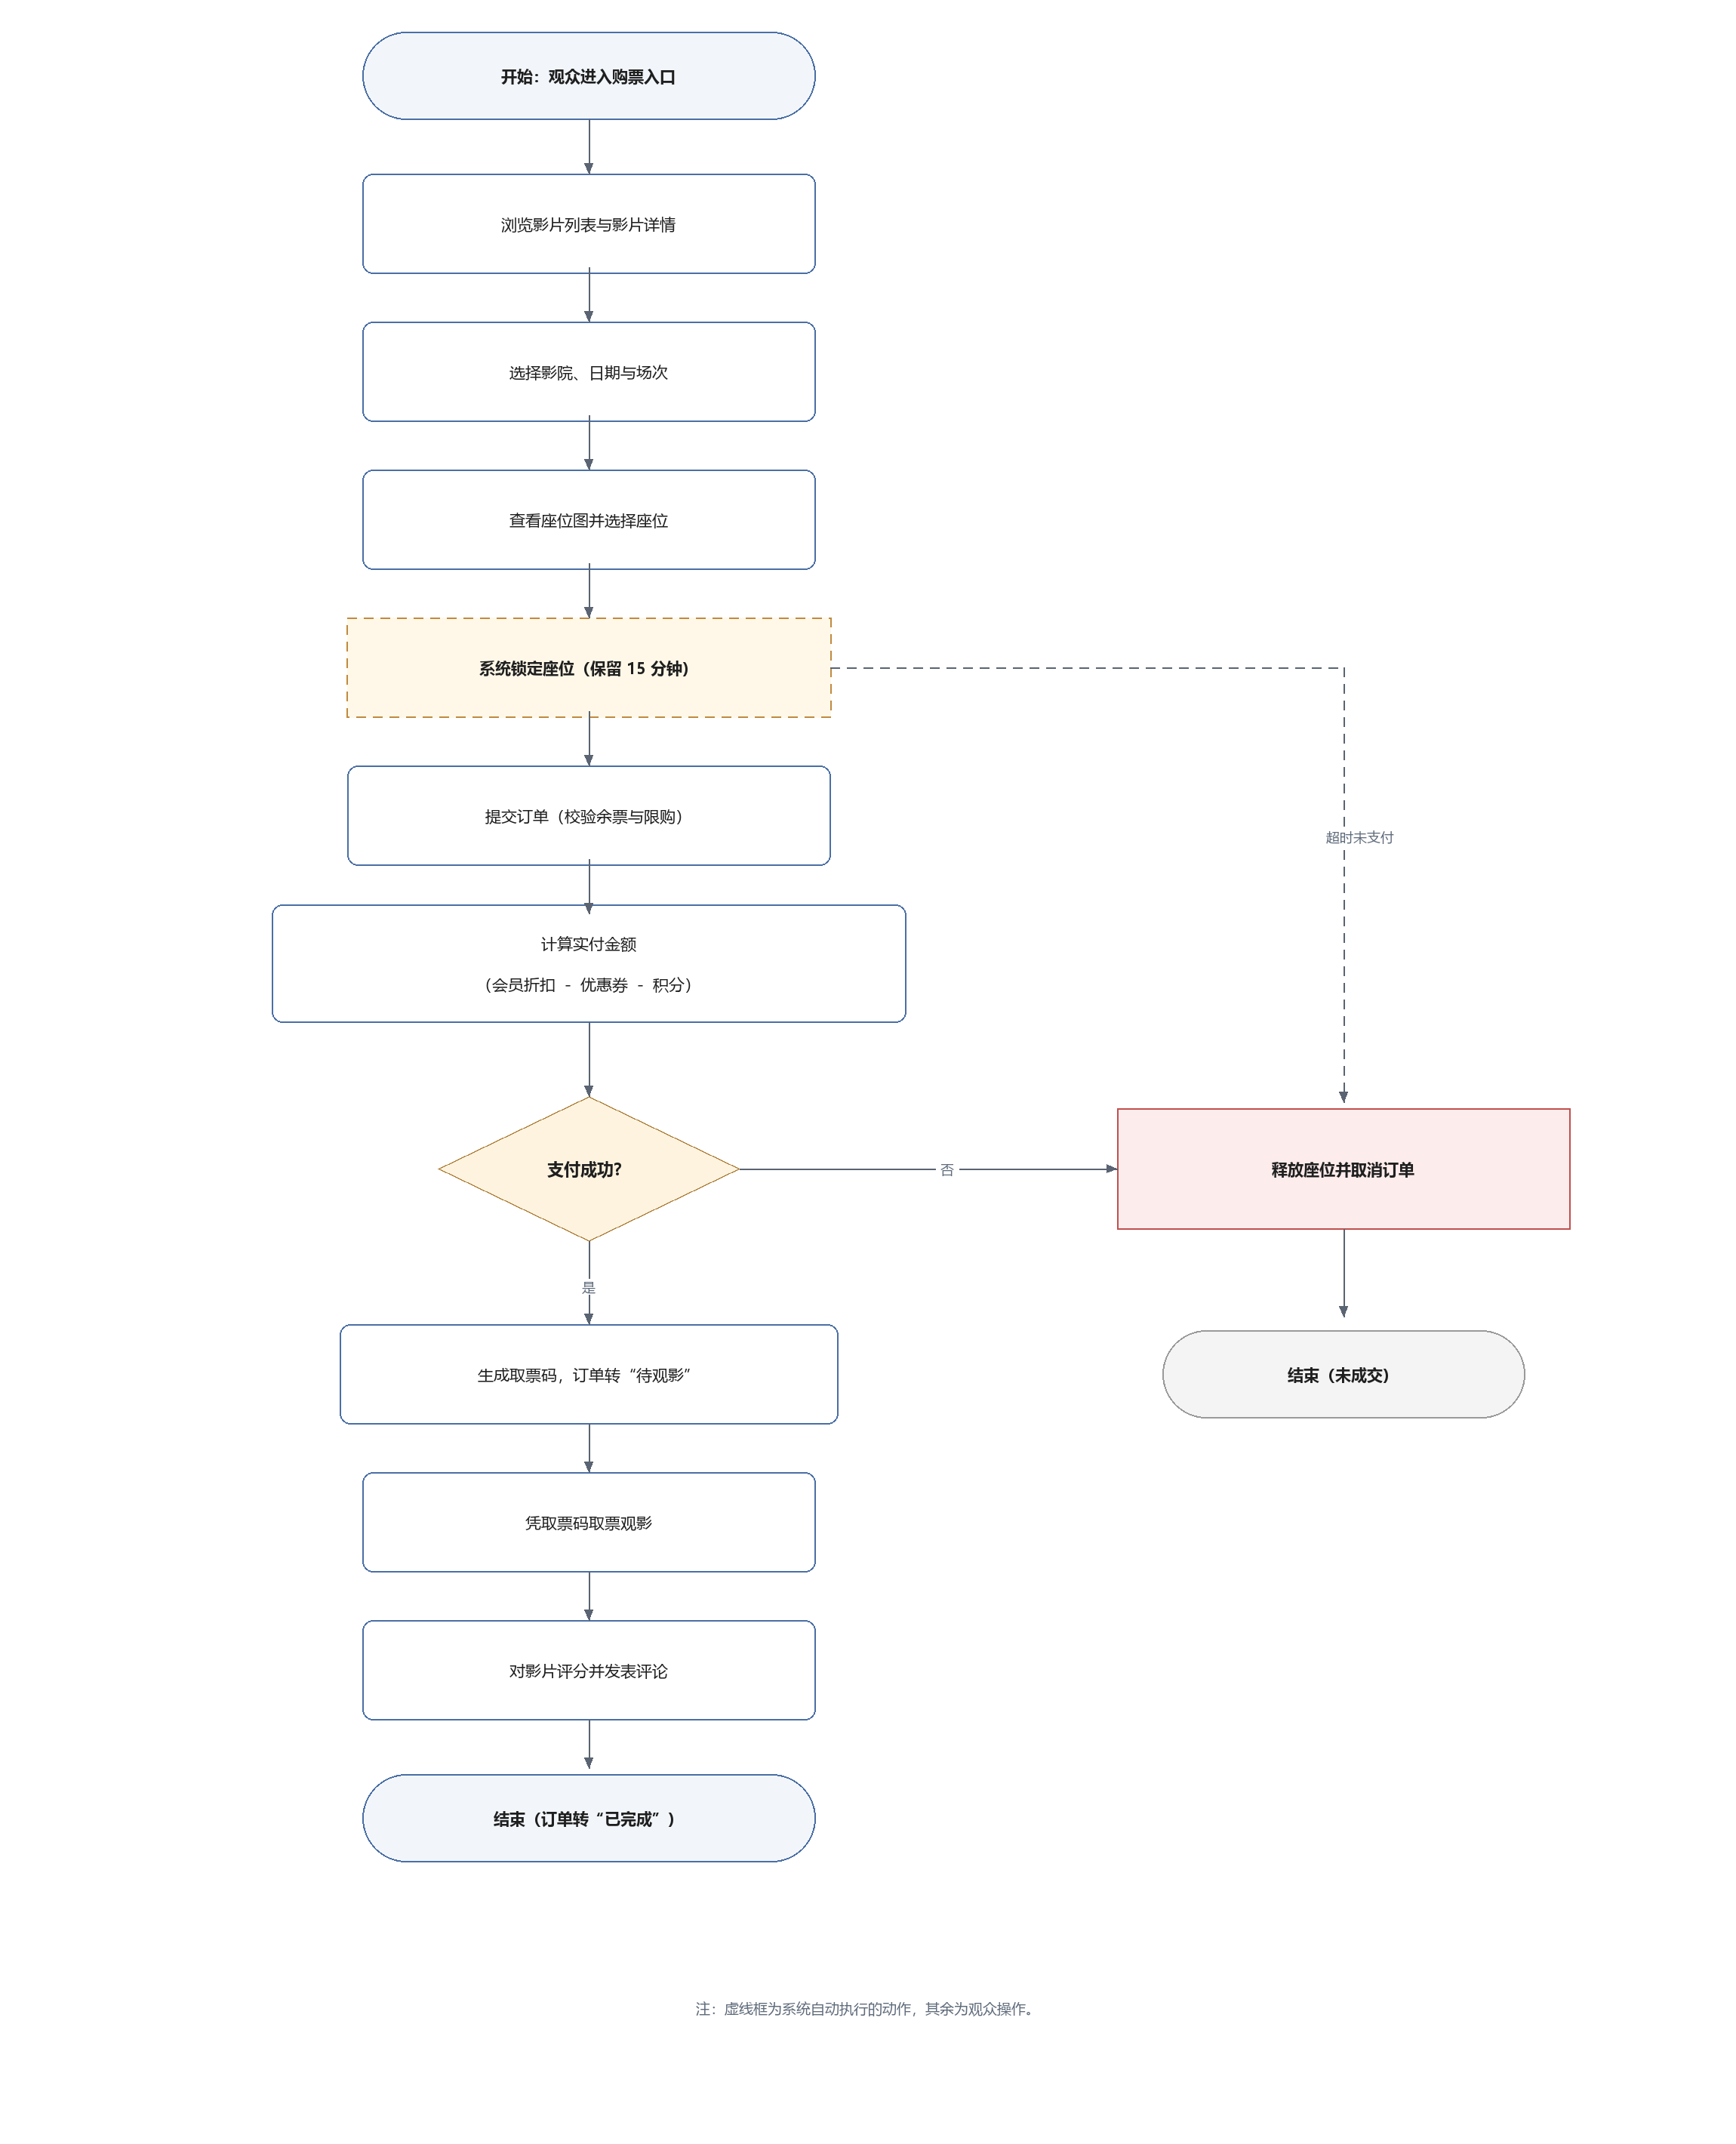 开始：观众进入购票入口
浏览影片列表与影片详情
选择影院、日期与场次
查看座位图并选择座位
系统锁定座位（保留 15 分钟）
提交订单（校验余票与限购）
超时未支付
计算实付金额
（会员折扣 - 优惠券 - 积分）
支付成功？
否
释放座位并取消订单
是
生成取票码，订单转“待观影”
结束（未成交）
凭取票码取票观影
对影片评分并发表评论
结束（订单转“已完成”）
注：虚线框为系统自动执行的动作，其余为观众操作。